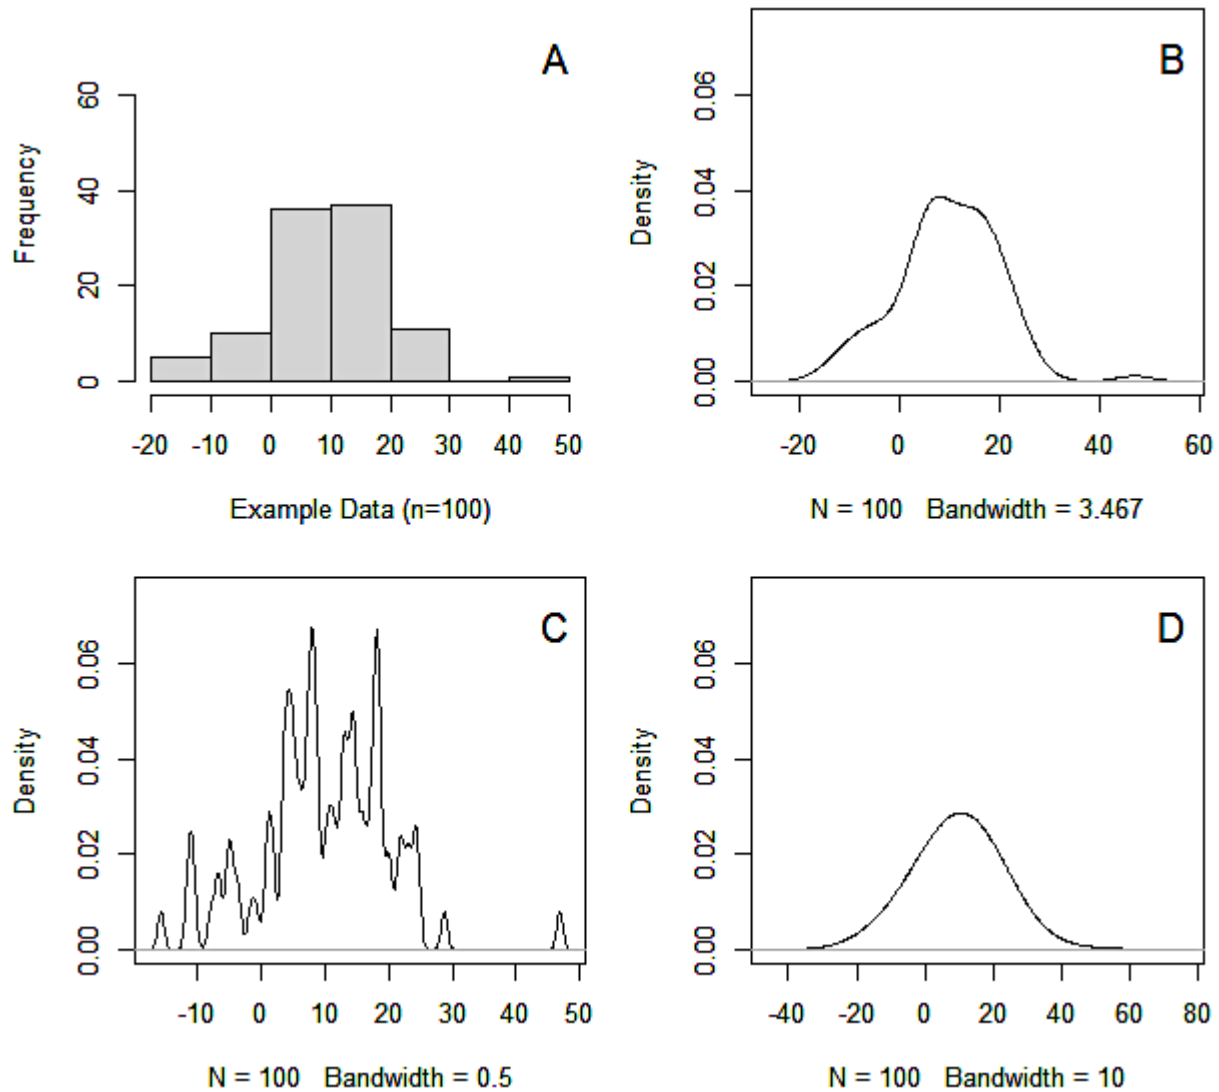 A
Frequency
60
40
20
0
-20 -10 0 10 20 30 40 50
Example Data (n=100)
B
Density
0.06
0.04
0.02
0.00
-20 0 20 40 60
N = 100 Bandwidth = 3.467
C
Density
0.06
0.04
0.02
0.00
-10 0 10 20 30 40 50
N = 100 Bandwidth = 0.5
D
Density
0.06
0.04
0.02
0.00
-40 -20 0 20 40 60 80
N = 100 Bandwidth = 10